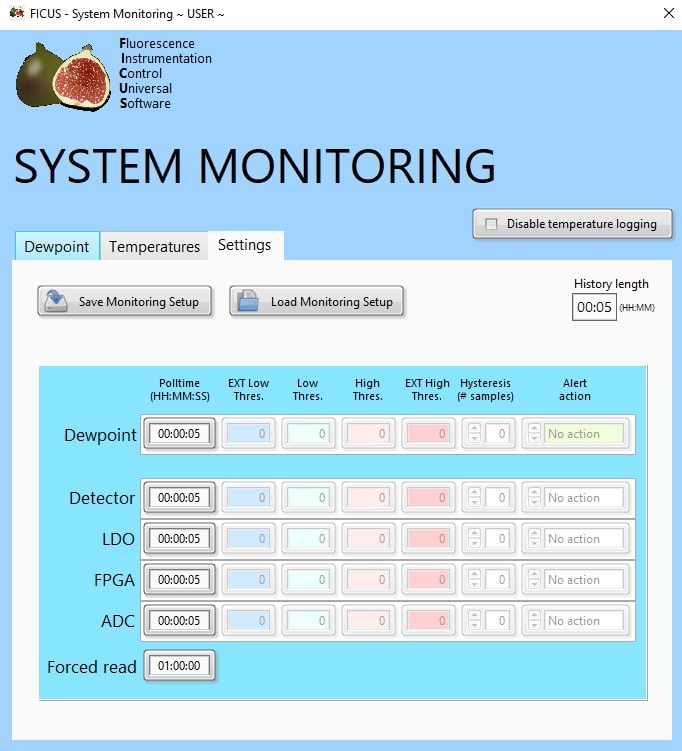 FICUS - System Monitoring ~ USER ~
Fluorescence
Instrumentation
Control
Universal
Software
SYSTEM MONITORING
Disable temperature logging
Dewpoint Temperatures Settings
Save Monitoring Setup Load Monitoring Setup
History length
00:05 (HH:MM)
Polltime EXT Low Low High EXT High Hysteresis Alert
(HH:MM:SS) Thres. Thres. Thres. Thres. (# samples) action
Dewpoint 00:00:05 0 0 0 0 0 No action
Detector 00:00:05 0 0 0 0 0 No action
LDO 00:00:05 0 0 0 0 0 No action
FPGA 00:00:05 0 0 0 0 0 No action
ADC 00:00:05 0 0 0 0 0 No action
Forced read 01:00:00